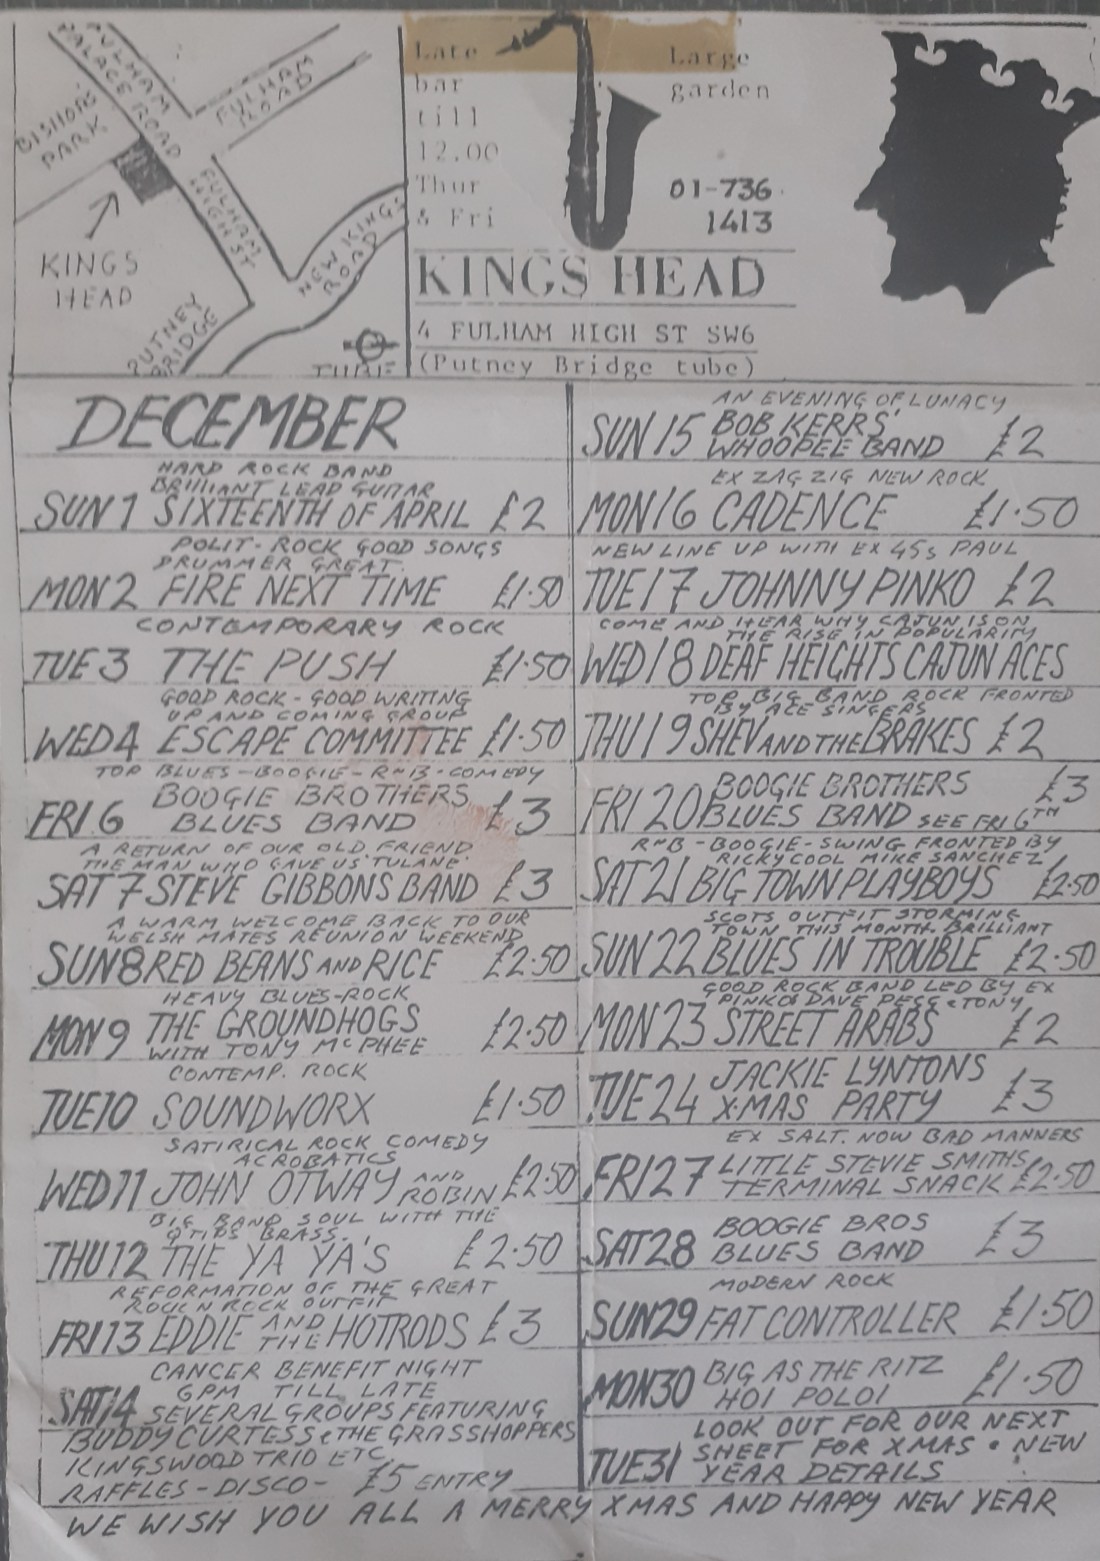 FULHAM
PALACE ROAD
FULHAM
ROAD
BISHOPS
PARK
FULHAM
HIGH ST
NEW KINGS
ROAD
KINGS
HEAD
PUTNEY
BRIDGE
TUBE
Late
bar
till
12.00
Thur
& Fri
Large
garden
01-736
1413
KINGS HEAD
4 FULHAM HIGH ST SW6
(Putney Bridge tube)
DECEMBER
HARD ROCK BAND
BRILLIANT LEAD GUITAR
SUN 1 SIXTEENTH OF APRIL £2
POLIT-ROCK GOOD SONGS
DRUMMER GREAT.
MON 2 FIRE NEXT TIME £1.50
CONTEMPORARY ROCK
TUE 3 THE PUSH £1.50
GOOD ROCK - GOOD WRITING
UP AND COMING GROUP
WED 4 ESCAPE COMMITTEE £1.50
TOP BLUES-BOOGIE-RnB-COMEDY
FRI 6 BOOGIE BROTHERS
BLUES BAND £3
A RETURN OF OUR OLD FRIEND
THE MAN WHO GAVE US 'TULANE'
SAT 7 STEVE GIBBONS BAND £3
A WARM WELCOME BACK TO OUR
WELSH MATES REUNION WEEKEND
SUN 8 RED BEANS AND RICE £2.50
HEAVY BLUES-ROCK
MON 9 THE GROUNDHOGS
WITH TONY McPHEE £2.50
CONTEMP. ROCK
TUE 10 SOUNDWORX £1.50
SATIRICAL ROCK COMEDY
ACROBATICS
WED 11 JOHN OTWAY AND ROBIN £2.50
BIG BAND SOUL WITH THE
QTIPS BRASS.
THU 12 THE YA YA'S £2.50
REFORMATION OF THE GREAT
ROCK N ROCK OUTFIT
FRI 13 EDDIE AND THE HOTRODS £3
CANCER BENEFIT NIGHT
6PM TILL LATE
SAT 14 SEVERAL GROUPS FEATURING
BUDDY CURTESS & THE GRASSHOPPERS
KINGSWOOD TRIO ETC
RAFFLES - DISCO - £5 ENTRY
AN EVENING OF LUNACY
SUN 15 BOB KERRS'
WHOOPEE BAND £2
EX ZAG ZIG NEW ROCK
MON 16 CADENCE £1.50
NEW LINE UP WITH EX 45s PAUL
TUE 17 JOHNNY PINKO £2
COME AND HEAR WHY CAJUN IS ON
THE RISE IN POPULARITY
WED 18 DEAF HEIGHTS CAJUN ACES
TOP BIG BAND ROCK FRONTED
BY ACE SINGERS
THU 19 SHEV AND THE BRAKES £2
BOOGIE BROTHERS £3
FRI 20 BLUES BAND SEE FRI 6TH
RnB-BOOGIE-SWING FRONTED BY
RICKY COOL MIKE SANCHEZ
SAT 21 BIG TOWN PLAYBOYS £2.50
SCOTS OUTFIT STORMING
TOWN THIS MONTH. BRILLIANT
SUN 22 BLUES IN TROUBLE £2.50
GOOD ROCK BAND LED BY EX
PINKOS DAVE PEGG & TONY
MON 23 STREET ARABS £2
JACKIE LYNTONS
TUE 24 X.MAS PARTY £3
EX SALT. NOW BAD MANNERS
FRI 27 LITTLE STEVIE SMITHS
TERMINAL SNACK £2.50
BOOGIE BROS
SAT 28 BLUES BAND £3
MODERN ROCK
SUN 29 FAT CONTROLLER £1.50
MON 30 BIG AS THE RITZ
HOI POLOI £1.50
LOOK OUT FOR OUR NEXT
SHEET FOR XMAS • NEW
TUE 31 YEAR DETAILS
WE WISH YOU ALL A MERRY XMAS AND HAPPY NEW YEAR